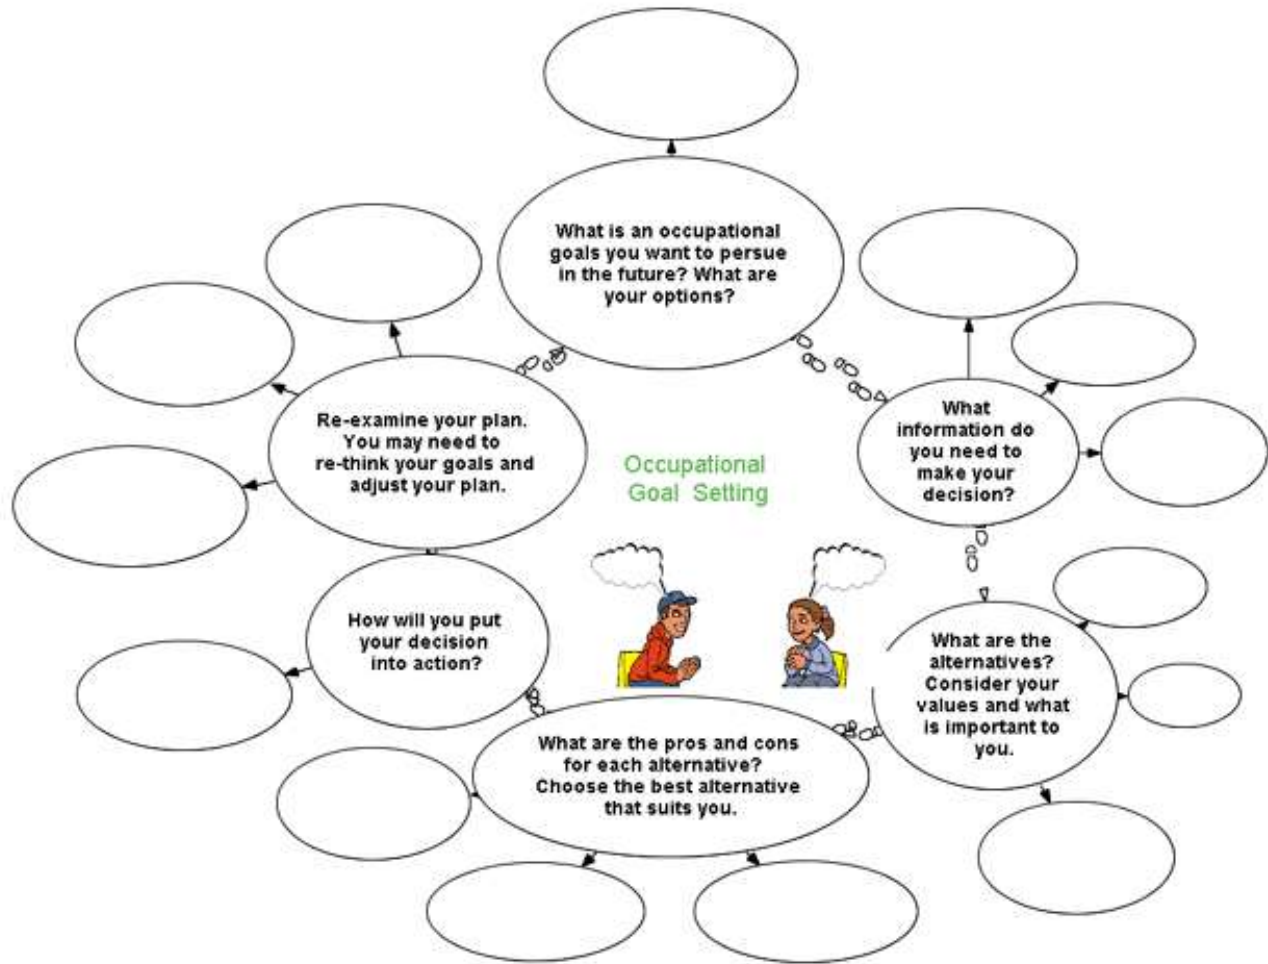 What is an occupational
goals you want to persue
in the future? What are
your options?
What
information do
you need to
make your
decision?
What are the
alternatives?
Consider your
values and what
is important to
you.
What are the pros and cons
for each alternative?
Choose the best alternative
that suits you.
How will you put
your decision
into action?
Re-examine your plan.
You may need to
re-think your goals and
adjust your plan.
Occupational
Goal Setting